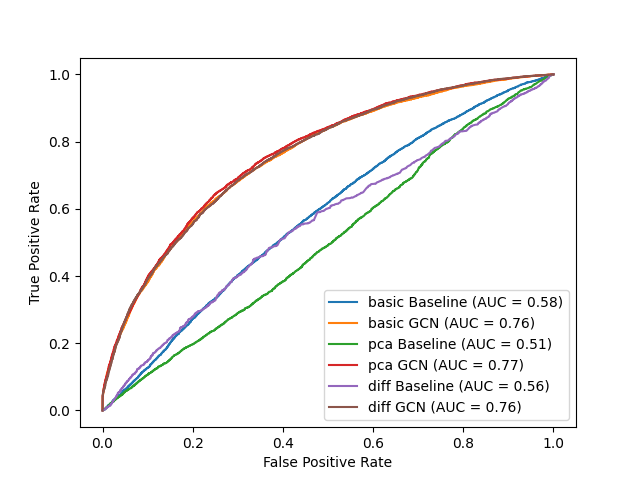 1.0
0.8
0.6
0.4
0.2
0.0
True Positive Rate
basic Baseline (AUC = 0.58)
basic GCN (AUC = 0.76)
pca Baseline (AUC = 0.51)
pca GCN (AUC = 0.77)
diff Baseline (AUC = 0.56)
diff GCN (AUC = 0.76)
0.0 0.2 0.4 0.6 0.8 1.0
False Positive Rate